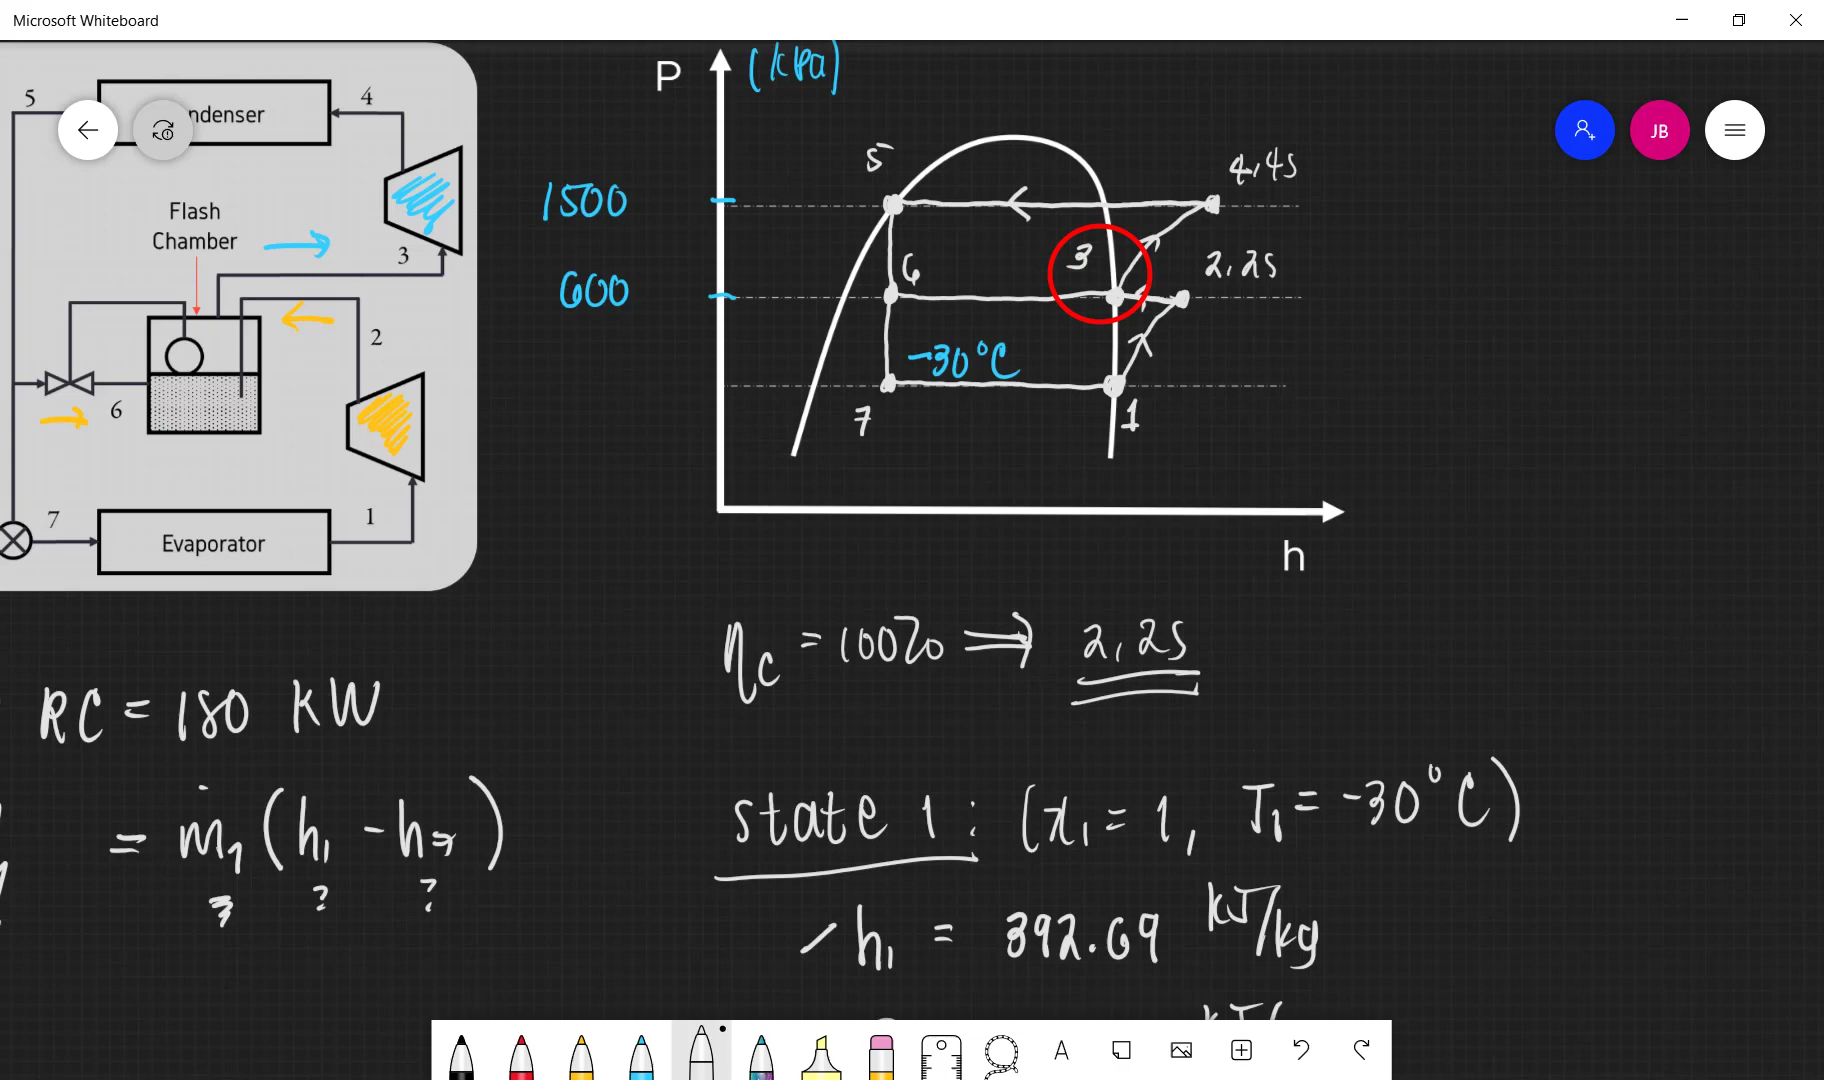 Microsoft Whiteboard
P (kPa)
5 ndenser 4
JB
5 4,4s
1500
Flash
Chamber
3
3 2,2s
600 6
2
-30°C
6
7 1
7 Evaporator 1
h
ηc = 100% ⇒ 2,2s
RC = 180 kW
state 1: (x₁ = 1, T₁ = -30°C)
= ṁ₁ (h₁ - h₇)
? ?
h₁ = 392.69 kJ/kg
A